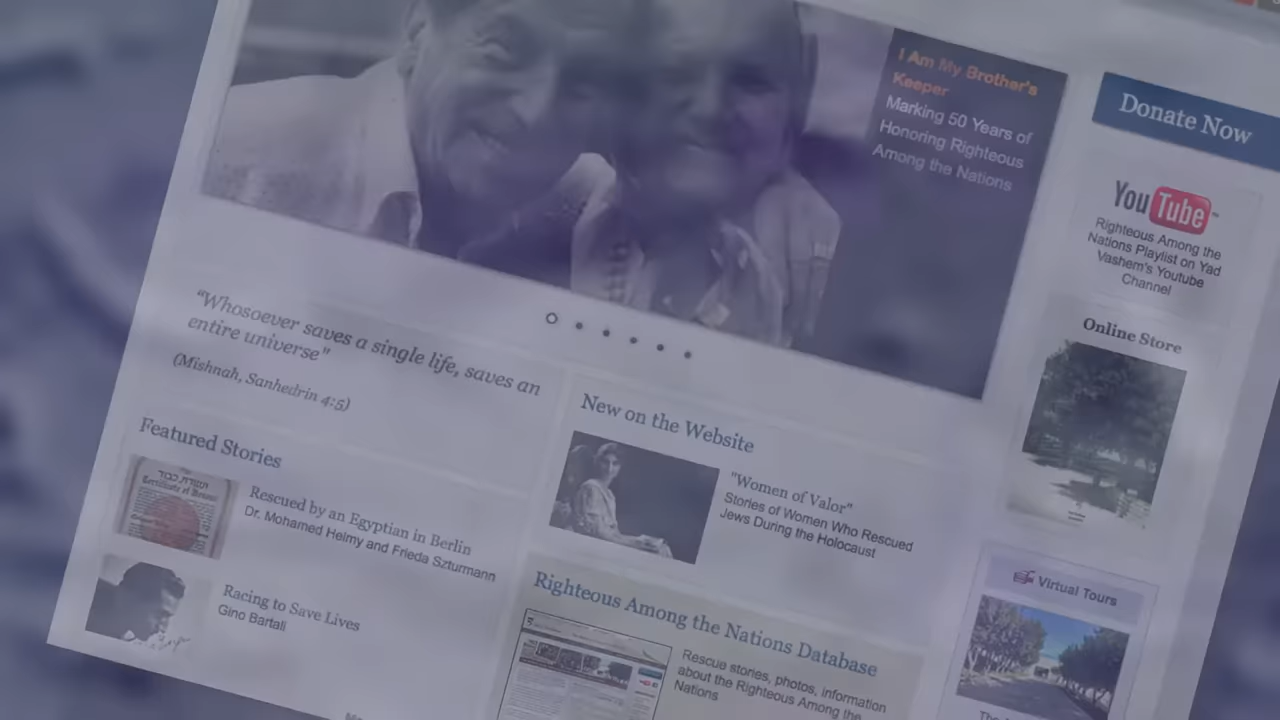 I Am My Brother's
Keeper
Marking 50 Years of
Honoring Righteous
Among the Nations
Donate Now
YouTube
Righteous Among the
Nations Playlist on Yad
Vashem's Youtube
Channel
Online Store
"Whosoever saves a single life, saves an
entire universe"
(Mishnah, Sanhedrin 4:5)
Featured Stories
Rescued by an Egyptian in Berlin
Dr. Mohamed Helmy and Frieda Szturmann
Racing to Save Lives
Gino Bartali
New on the Website
"Women of Valor"
Stories of Women Who Rescued
Jews During the Holocaust
Righteous Among the Nations Database
Rescue stories, photos, information
about the Righteous Among the
Nations
Virtual Tours